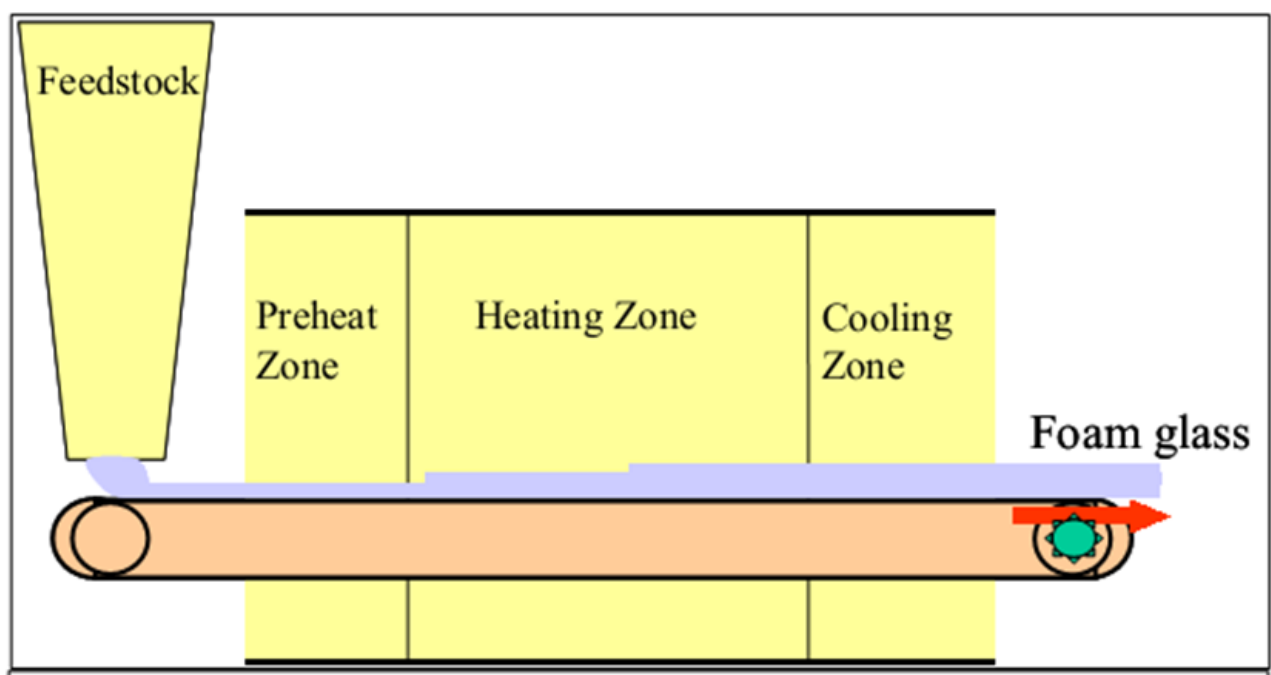 Feedstock
Preheat
Zone
Heating Zone
Cooling
Zone
Foam glass